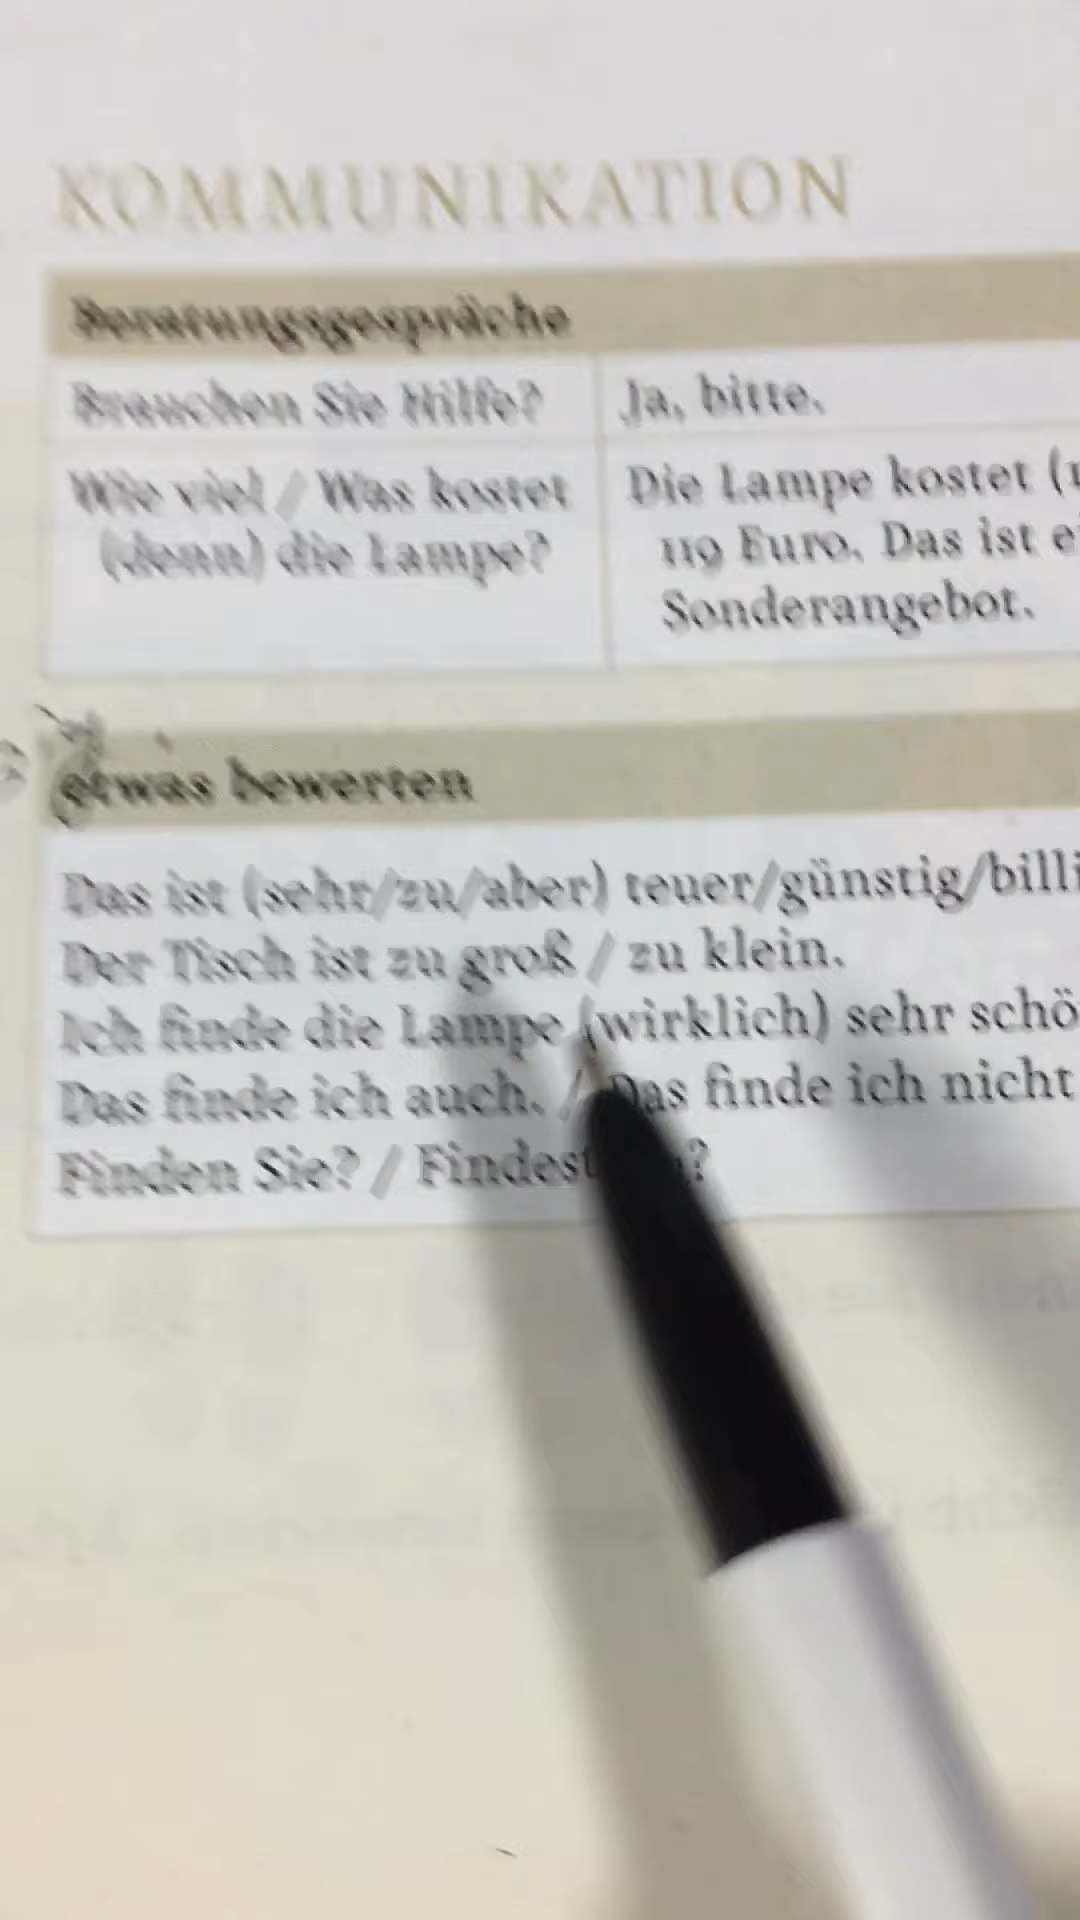 KOMMUNIKATION
Beratungsgespräche
Brauchen Sie Hilfe?
Ja, bitte.
Wie viel / Was kostet
(denn) die Lampe?
Die Lampe kostet
119 Euro. Das ist
Sonderangebot.
etwas bewerten
Das ist (sehr/zu/aber) teuer/günstig/billi
Der Tisch ist zu groß / zu klein.
Ich finde die Lampe (wirklich) sehr schö
Das finde ich auch. / Das finde ich nicht
Finden Sie? / Findest